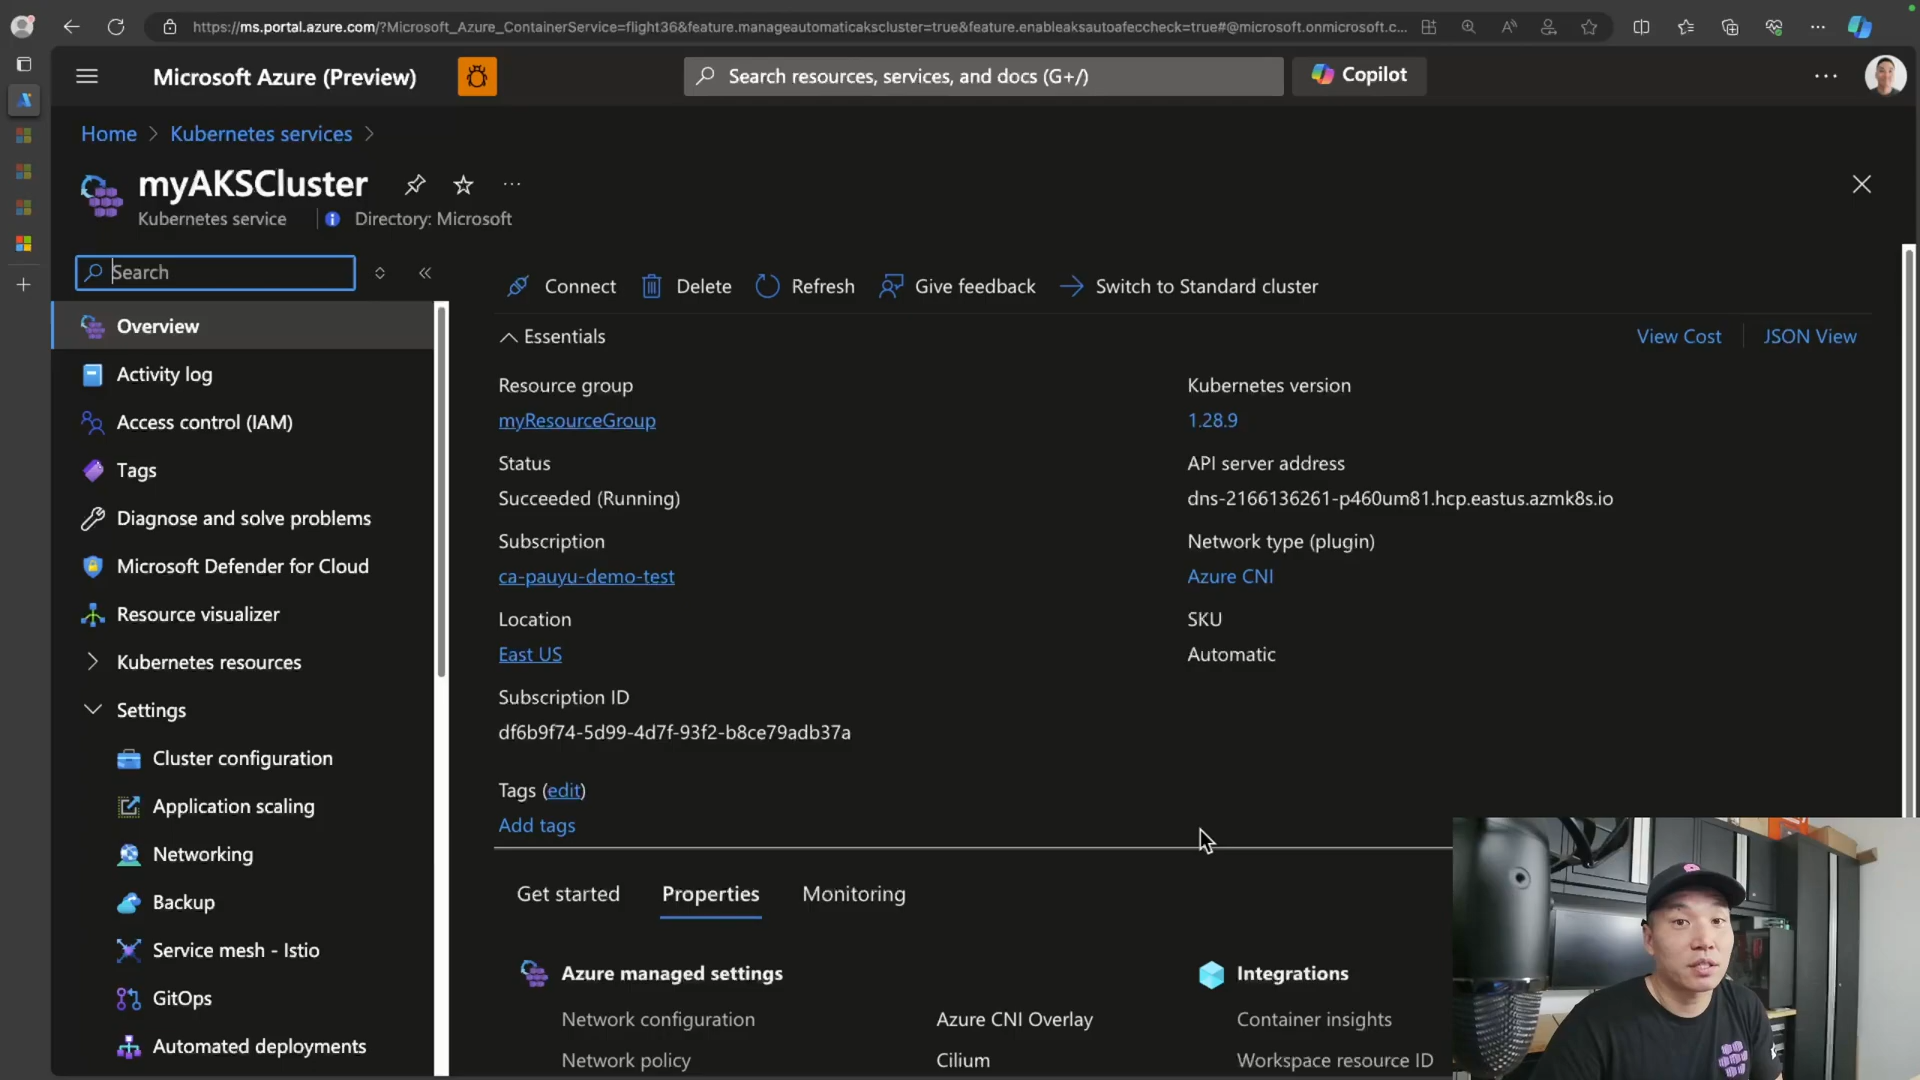 https://ms.portal.azure.com/?Microsoft_Azure_ContainerService=flight36&feature.manageautomaticakscluster=true&feature.enableaksautoafeccheck=true#@microsoft.onmicrosoft.c...
Microsoft Azure (Preview)
Search resources, services, and docs (G+/)
Copilot
Home > Kubernetes services >
myAKSCluster
Kubernetes service
Directory: Microsoft
Search
Connect
Delete
Refresh
Give feedback
Switch to Standard cluster
Overview
Activity log
Access control (IAM)
Tags
Diagnose and solve problems
Microsoft Defender for Cloud
Resource visualizer
Kubernetes resources
Settings
Cluster configuration
Application scaling
Networking
Backup
Service mesh - Istio
GitOps
Automated deployments
Essentials
View Cost
JSON View
Resource group
myResourceGroup
Status
Succeeded (Running)
Subscription
ca-pauyu-demo-test
Location
East US
Subscription ID
df6b9f74-5d99-4d7f-93f2-b8ce79adb37a
Kubernetes version
1.28.9
API server address
dns-2166136261-p460um81.hcp.eastus.azmk8s.io
Network type (plugin)
Azure CNI
SKU
Automatic
Tags (edit)
Add tags
Get started
Properties
Monitoring
Azure managed settings
Network configuration
Azure CNI Overlay
Network policy
Cilium
Integrations
Container insights
Workspace resource ID